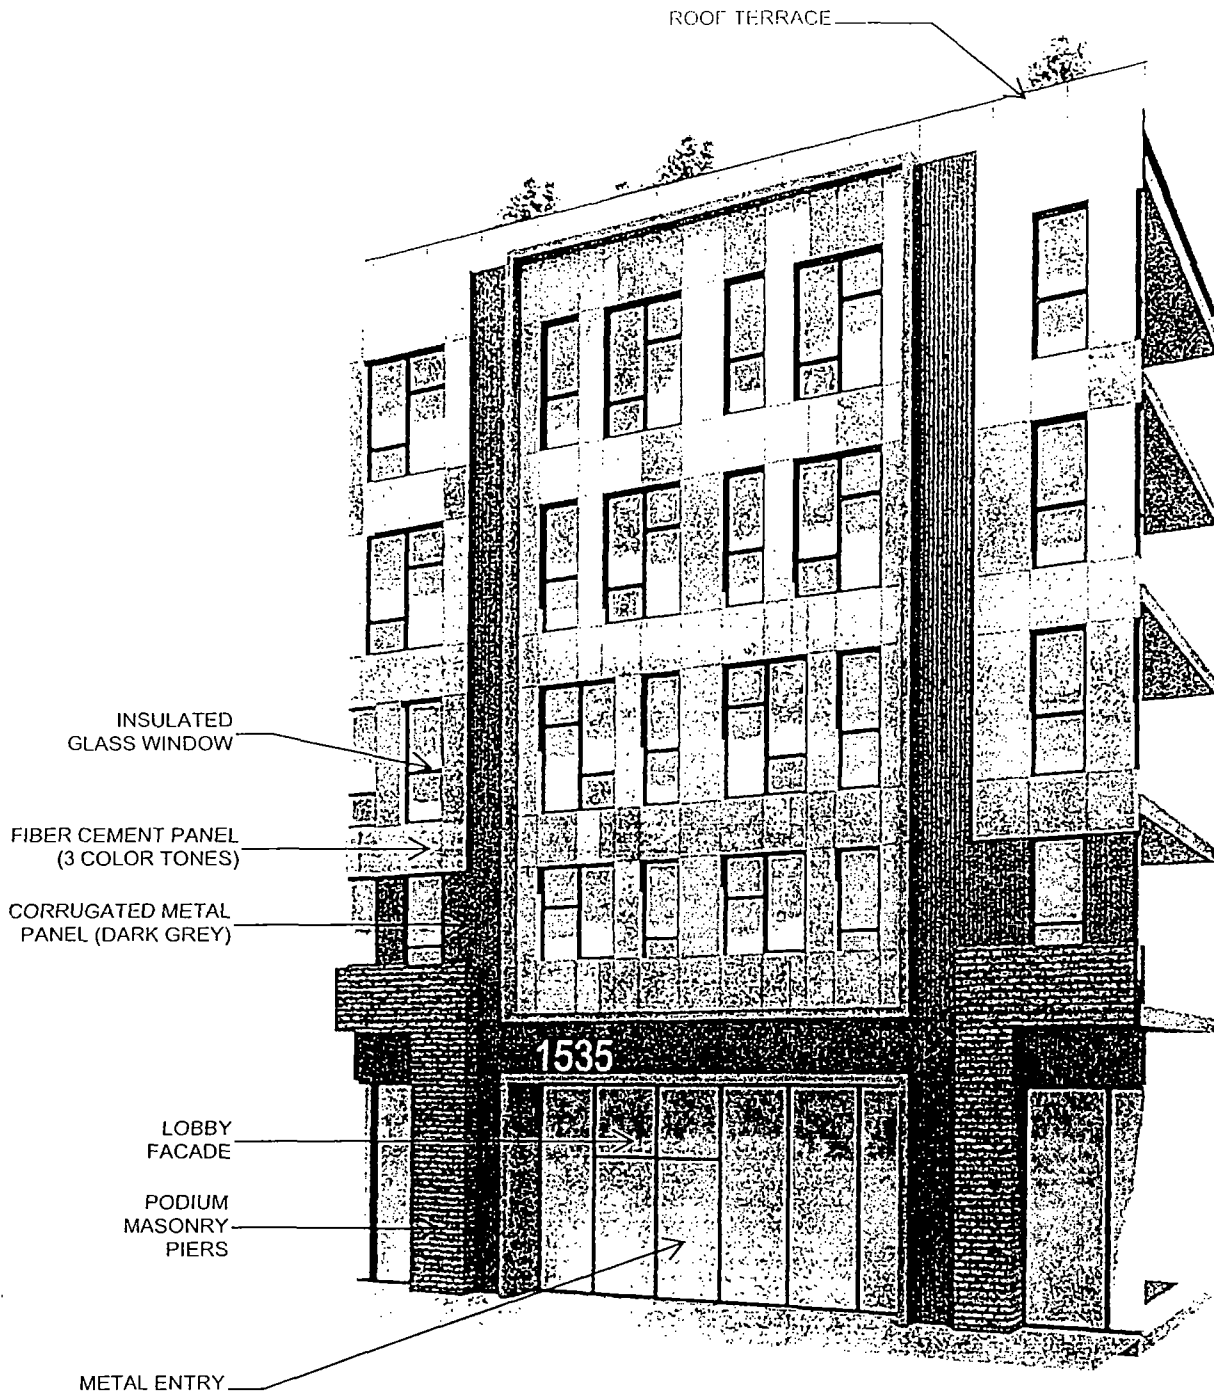 ROOF TERRACE
INSULATED
GLASS WINDOW
FIBER CEMENT PANEL
(3 COLOR TONES)
CORRUGATED METAL
PANEL (DARK GREY)
1535
LOBBY
FACADE
PODIUM
MASONRY
PIERS
METAL ENTRY